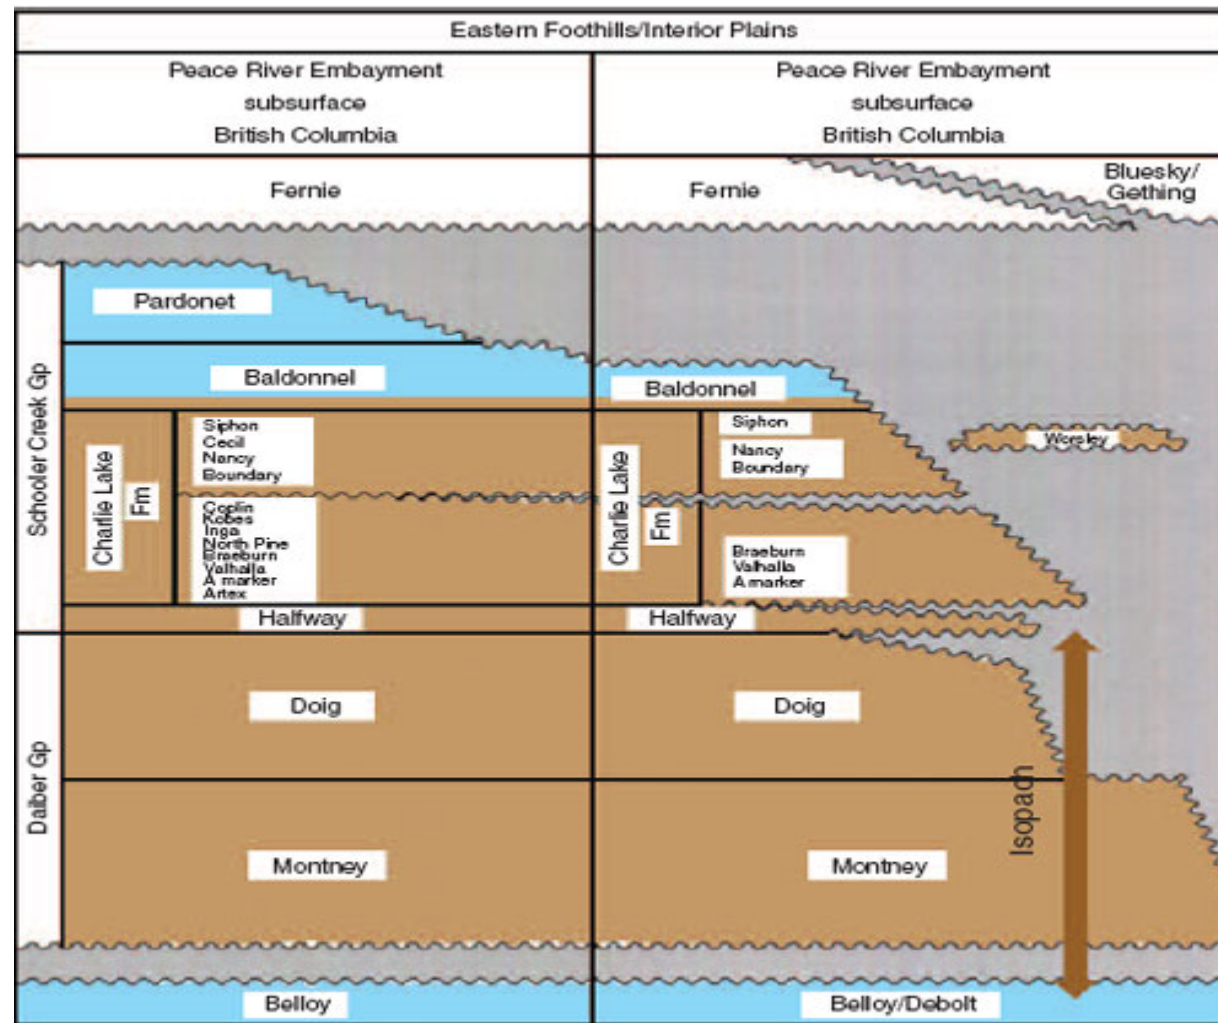 Eastern Foothills/Interior Plains
Peace River Embayment
subsurface
British Columbia
Peace River Embayment
subsurface
British Columbia
Fernie
Fernie
Bluesky/
Gething
Schooler Creek Gp
Pardonet
Baldonnel
Baldonnel
Charlie Lake
Fm
Siphon
Cecil
Nancy
Boundary
Coplin
Kobes
Inga
North Pine
Braeburn
Valhalla
A marker
Artex
Charlie Lake
Fm
Siphon
Nancy
Boundary
Braeburn
Valhalla
A marker
Worsley
Halfway
Halfway
Daiber Gp
Doig
Doig
Montney
Montney
Isopach
Belloy
Belloy/Debolt